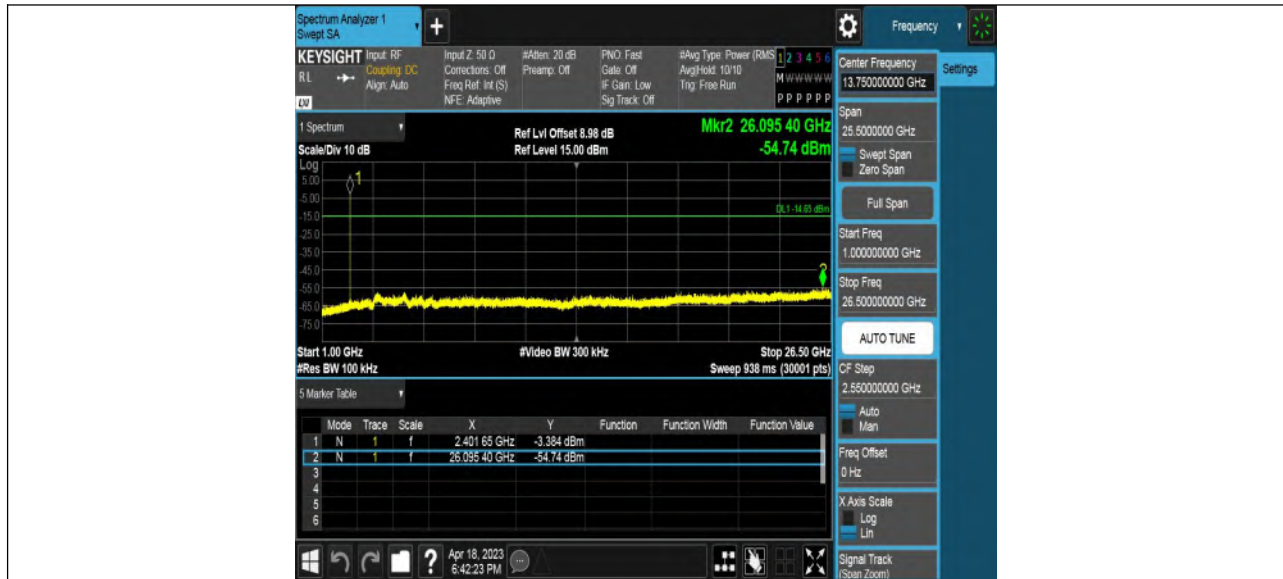 Spectrum Analyzer 1
Swept SA
+
Frequency
KEYSIGHT Input: RF
RL Coupling: DC
Align: Auto
LXI
Input Z: 50 Ω
Corrections: Off
Freq Ref: Int (S)
NFE: Adaptive
#Atten: 20 dB
Preamp: Off
PNO: Fast
Gate: Off
IF Gain: Low
Sig Track: Off
#Avg Type: Power (RMS
Avg|Hold: 10/10
Trig: Free Run
1 2 3 4 5 6
M W W W W W
P P P P P P
1 Spectrum
Scale/Div 10 dB
Ref Lvl Offset 8.98 dB
Ref Level 15.00 dBm
Mkr2 26.095 40 GHz
-54.74 dBm
Log
5.00
-5.00
-15.0
-25.0
-35.0
-45.0
-55.0
-65.0
-75.0
1
DL1 -14.65 dBm
2
Start 1.00 GHz
#Video BW 300 kHz
Stop 26.50 GHz
#Res BW 100 kHz
Sweep 938 ms (30001 pts)
5 Marker Table
Mode Trace Scale X Y Function Function Width Function Value
1 N 1 f 2.401 65 GHz -3.384 dBm
2 N 1 f 26.095 40 GHz -54.74 dBm
3
4
5
6
?
Apr 18, 2023
6:42:23 PM
Center Frequency
13.750000000 GHz
Settings
Span
25.5000000 GHz
Swept Span
Zero Span
Full Span
Start Freq
1.000000000 GHz
Stop Freq
26.500000000 GHz
AUTO TUNE
CF Step
2.550000000 GHz
Auto
Man
Freq Offset
0 Hz
X Axis Scale
Log
Lin
Signal Track
(Span Zoom)